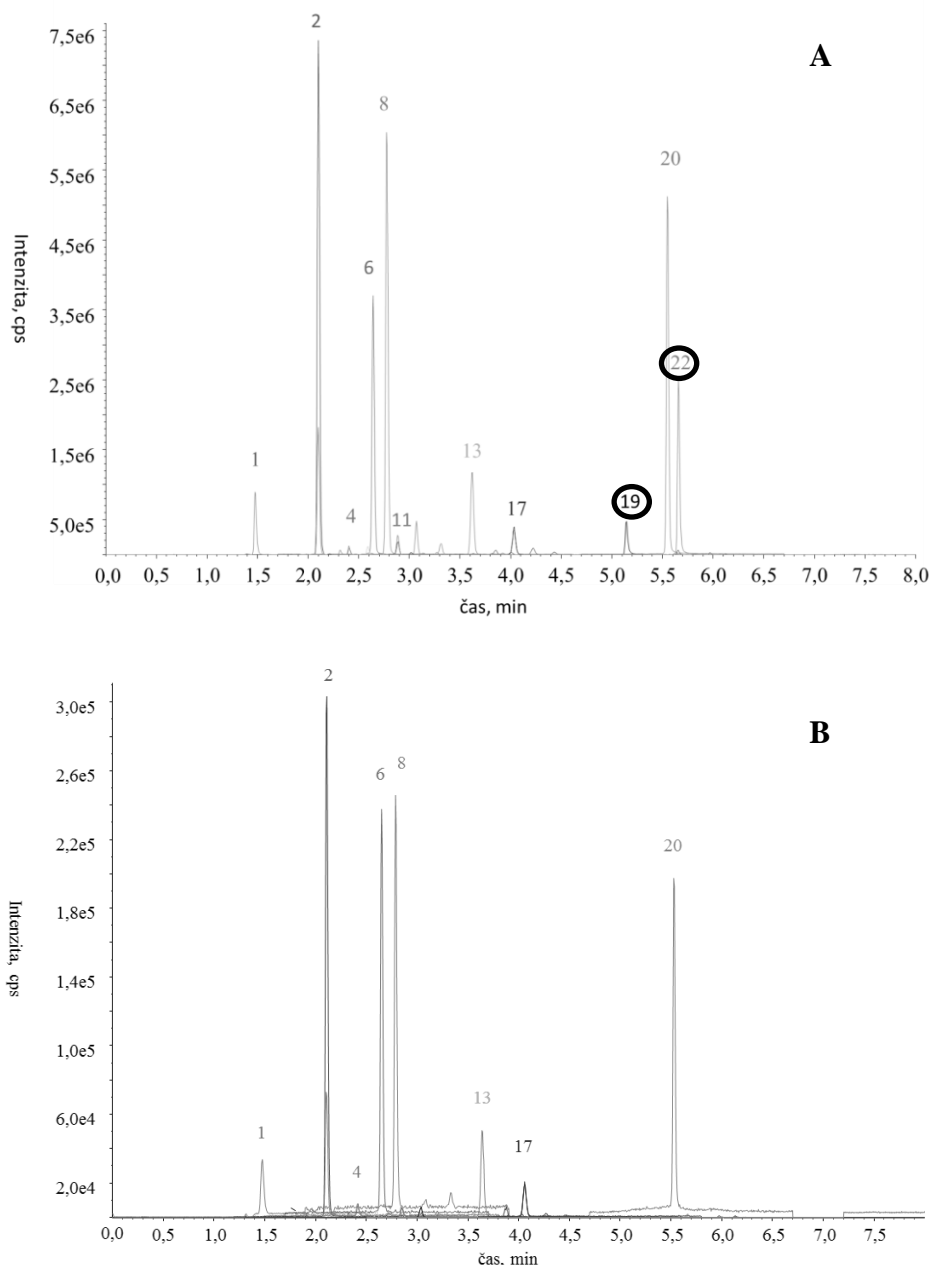 A
Intenzita, cps
7,5e6
6,5e6
5,5e6
4,5e6
3,5e6
2,5e6
1,5e6
5,0e5
1
2
4
6
8
11
13
17
19
20
22
0,0 0,5 1,0 1,5 2,0 2,5 3,0 3,5 4,0 4,5 5,0 5,5 6,0 6,5 7,0 7,5 8,0
čas, min
B
Intenzita, cps
3,0e5
2,6e5
2,2e5
1,8e5
1,4e5
1,0e5
6,0e4
2,0e4
1
2
4
6
8
13
17
20
0,0 0,5 1,0 1,5 2,0 2,5 3,0 3,5 4,0 4,5 5,0 5,5 6,0 6,5 7,0 7,5
čas, min